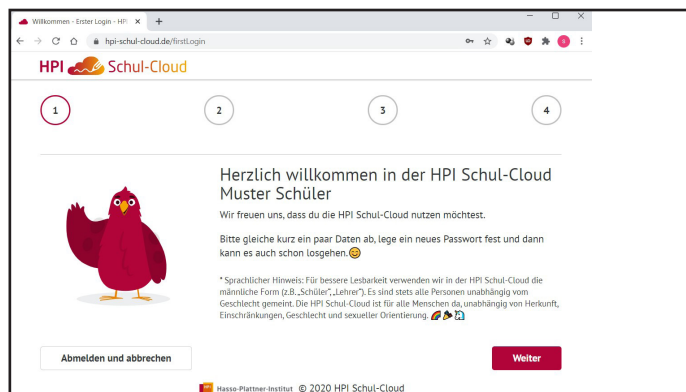 Willkommen - Erster Login - HPI
hpi-schul-cloud.de/firstLogin
HPI Schul-Cloud
1 2 3 4
Herzlich willkommen in der HPI Schul-Cloud
Muster Schüler
Wir freuen uns, dass du die HPI Schul-Cloud nutzen möchtest.
Bitte gleiche kurz ein paar Daten ab, lege ein neues Passwort fest und dann
kann es auch schon losgehen.😊
* Sprachlicher Hinweis: Für bessere Lesbarkeit verwenden wir in der HPI Schul-Cloud die
männliche Form (z.B. „Schüler“, „Lehrer“). Es sind stets alle Personen unabhängig vom
Geschlecht gemeint. Die HPI Schul-Cloud ist für alle Menschen da, unabhängig von Herkunft,
Einschränkungen, Geschlecht und sexueller Orientierung.
Abmelden und abbrechen
Weiter
Hasso-Plattner-Institut © 2020 HPI Schul-Cloud